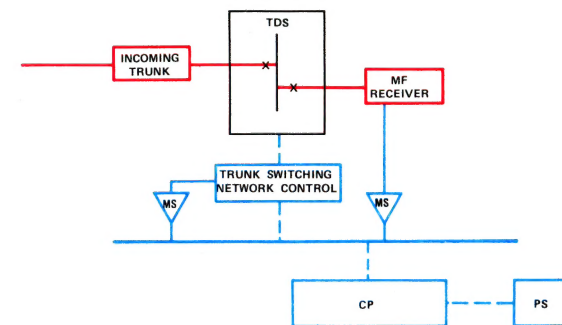 TDS
INCOMING
TRUNK
MF
RECEIVER
TRUNK SWITCHING
NETWORK CONTROL
MS
MS
CP
PS